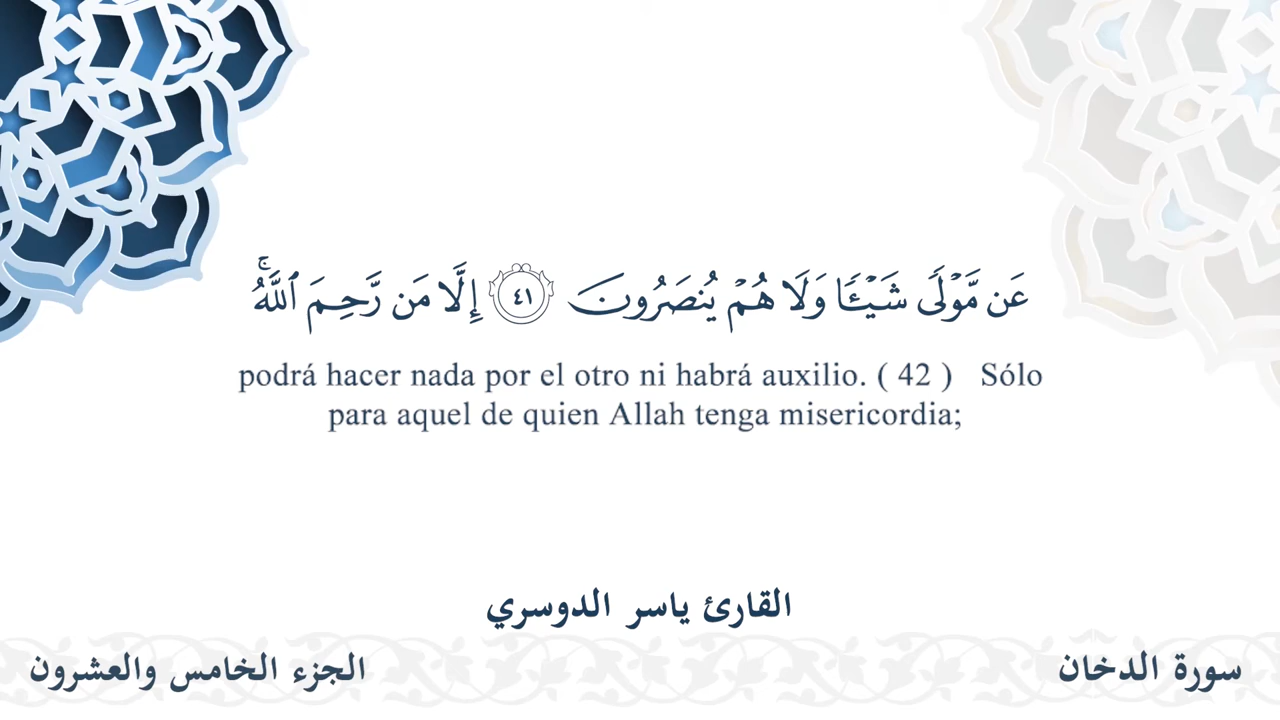 عَن مَّوۡلٗى شَيۡـٔٗا وَلَا هُمۡ يُنصَرُونَ ٤١ إِلَّا مَن رَّحِمَ ٱللَّهُۚ
podrá hacer nada por el otro ni habrá auxilio. ( 42 ) Sólo
para aquel de quien Allah tenga misericordia;
القارئ ياسر الدوسري
سورة الدخان
الجزء الخامس والعشرون